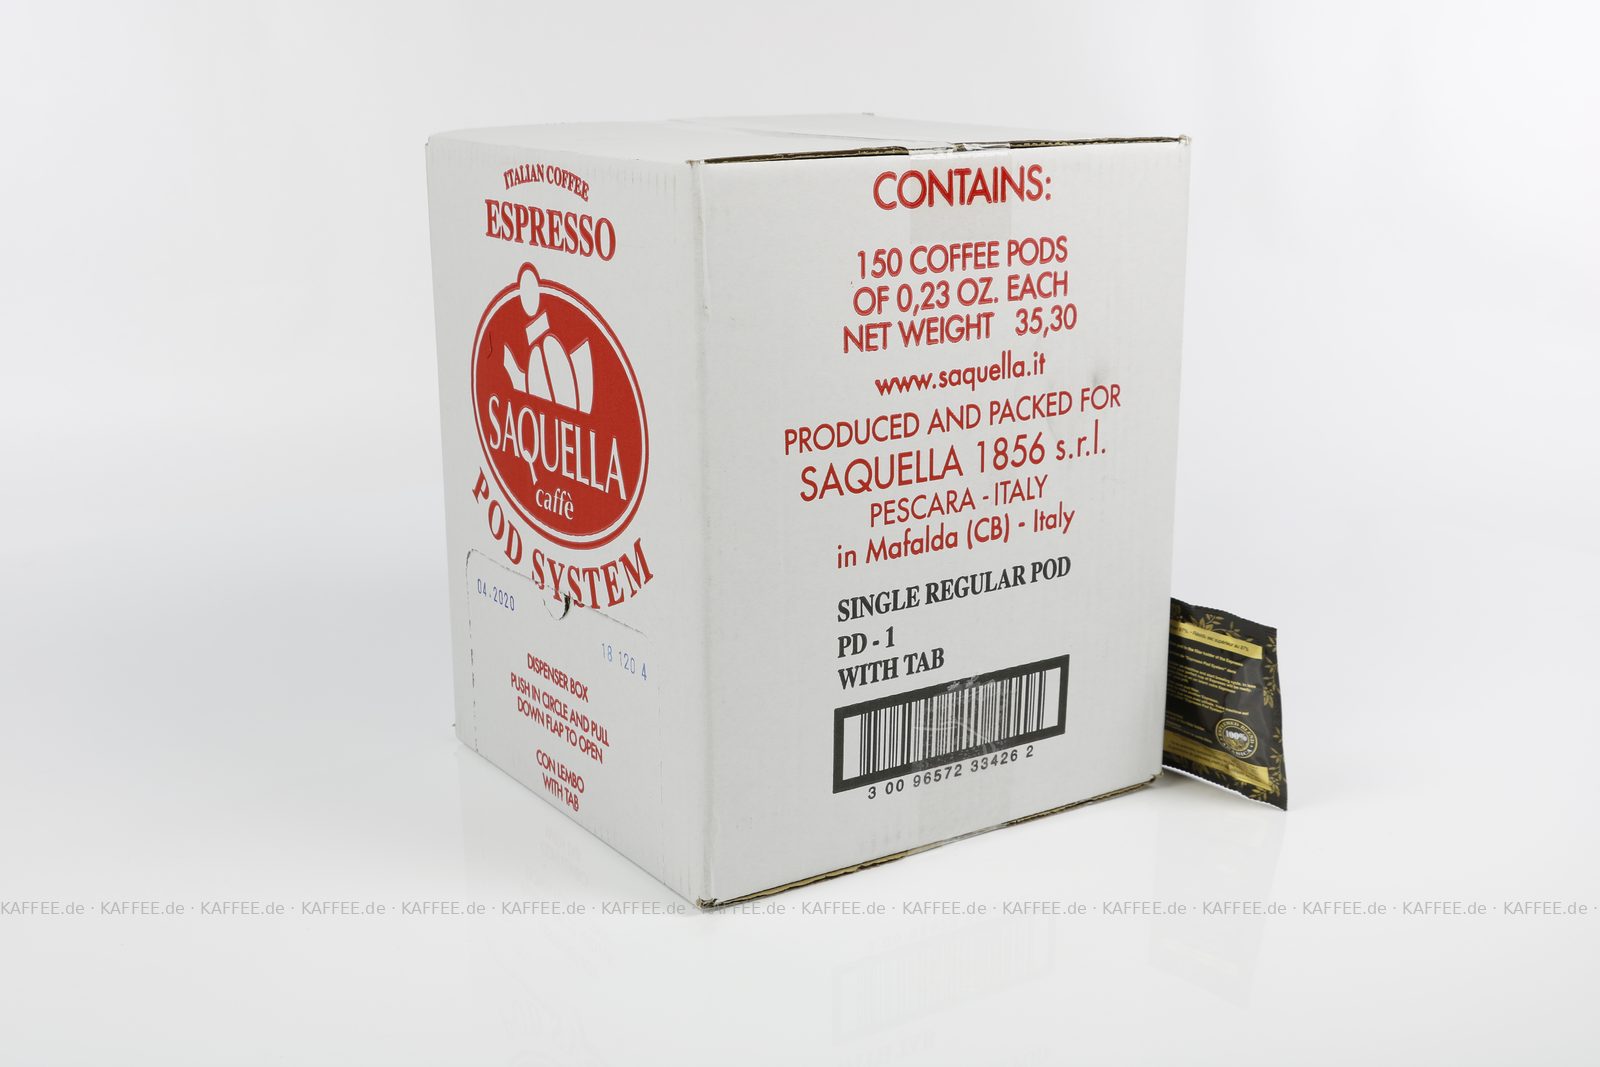 ITALIAN COFFEE
ESPRESSO
SAQUELLA
caffè
POD SYSTEM
04.2020
18 120 4
DISPENSER BOX
PUSH IN CIRCLE AND PULL
DOWN FLAP TO OPEN
CON LEMBO
WITH TAB
CONTAINS:
150 COFFEE PODS
OF 0,23 OZ. EACH
NET WEIGHT 35,30
www.saquella.it
PRODUCED AND PACKED FOR
SAQUELLA 1856 s.r.l.
PESCARA - ITALY
in Mafalda (CB) - Italy
SINGLE REGULAR POD
PD - 1
WITH TAB
3 00 96572 33426 2
100%
KAFFEE.de · KAFFEE.de · KAFFEE.de · KAFFEE.de · KAFFEE.de · KAFFEE.de · KAFFEE.de · KAFFEE.de · KAFFEE.de · KAFFEE.de · KAFFEE.de · KAFFEE.de · KAFFEE.de · KAFFEE.de · KAFFEE.de · KAFFEE.de ·